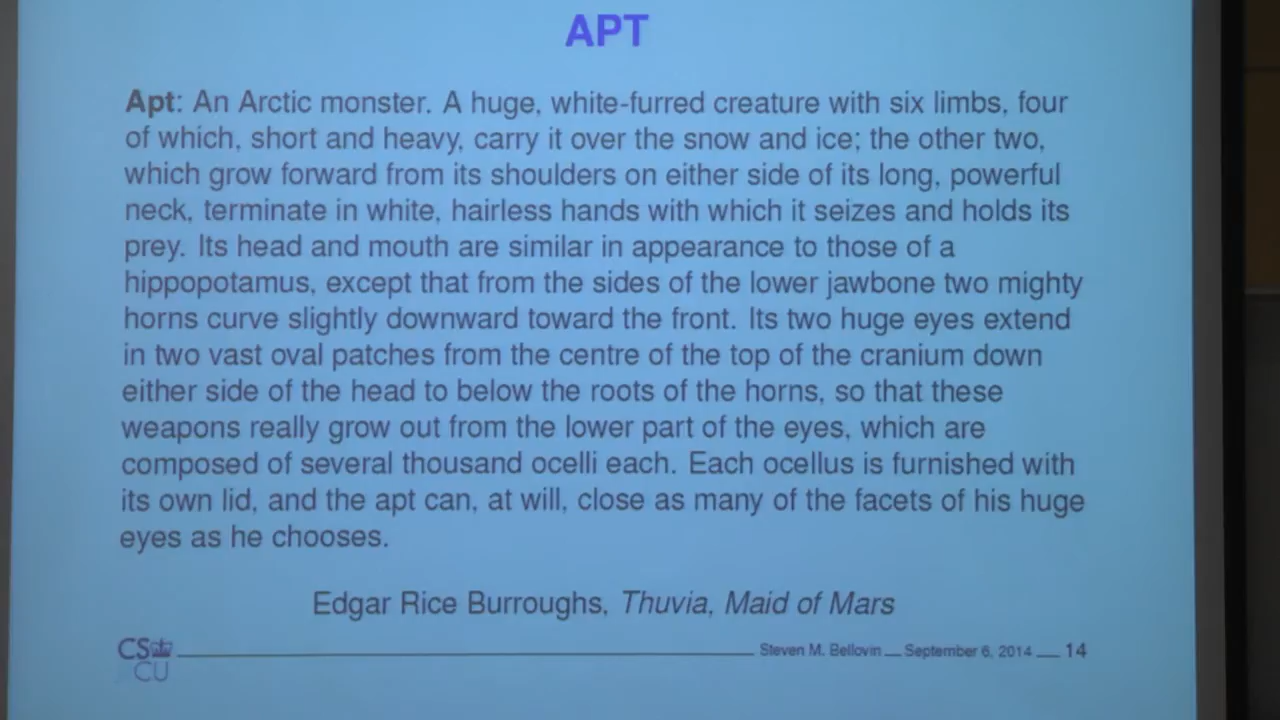 APT
Apt: An Arctic monster. A huge, white-furred creature with six limbs, four
of which, short and heavy, carry it over the snow and ice; the other two,
which grow forward from its shoulders on either side of its long, powerful
neck, terminate in white, hairless hands with which it seizes and holds its
prey. Its head and mouth are similar in appearance to those of a
hippopotamus, except that from the sides of the lower jawbone two mighty
horns curve slightly downward toward the front. Its two huge eyes extend
in two vast oval patches from the centre of the top of the cranium down
either side of the head to below the roots of the horns, so that these
weapons really grow out from the lower part of the eyes, which are
composed of several thousand ocelli each. Each ocellus is furnished with
its own lid, and the apt can, at will, close as many of the facets of his huge
eyes as he chooses.
Edgar Rice Burroughs, Thuvia, Maid of Mars
CS
CU
Steven M. Bellovin — September 6, 2014 — 14